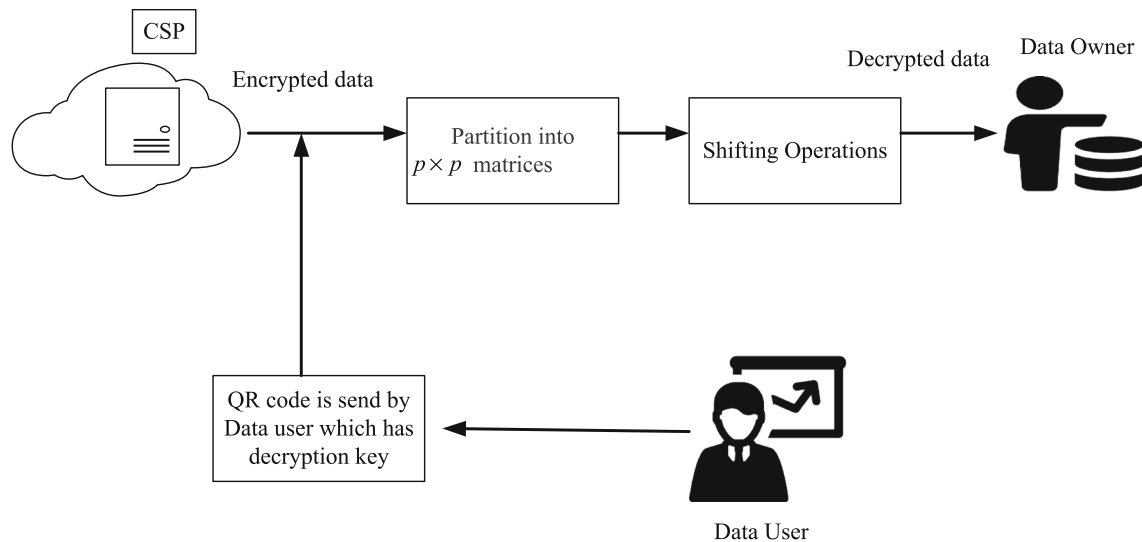 CSP
Encrypted data
Partition into
p × p matrices
Shifting Operations
Decrypted data
Data Owner
QR code is send by
Data user which has
decryption key
Data User